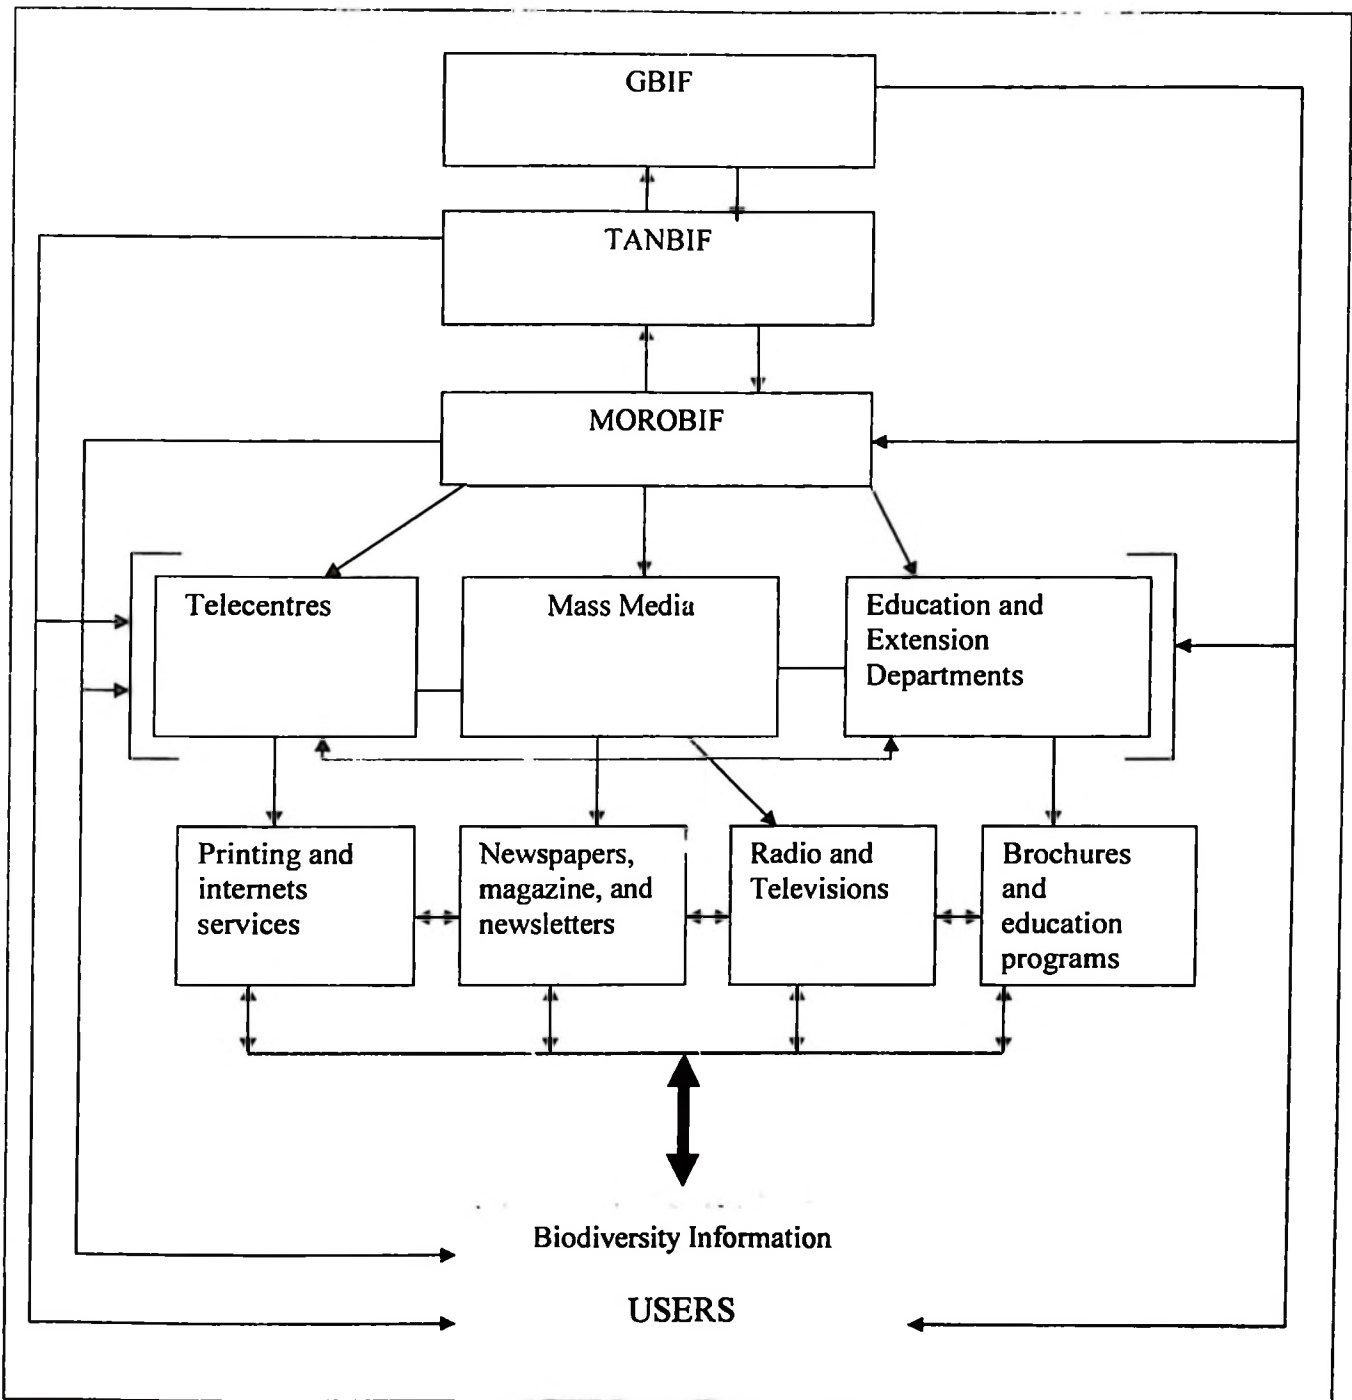 GBIF
TANBIF
MOROBIF
Telecentres
Mass Media
Education and
Extension
Departments
Printing and
internets
services
Newspapers,
magazine, and
newsletters
Radio and
Televisions
Brochures
and
education
programs
Biodiversity Information
USERS